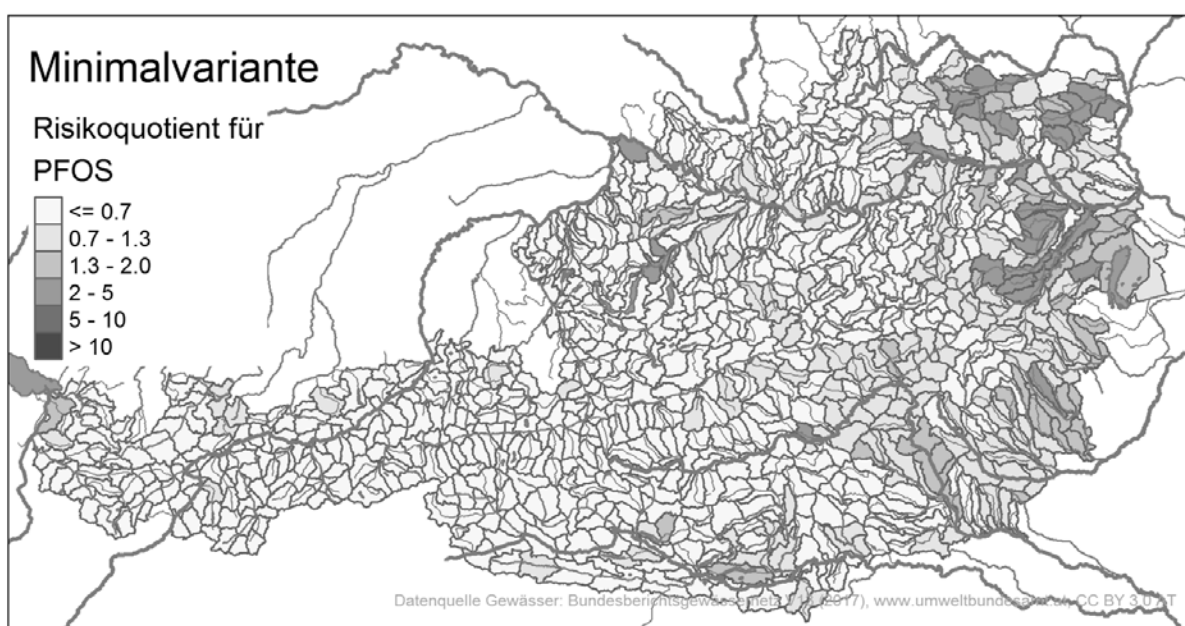 Minimalvariante
Risikoquotient für
PFOS
<= 0.7
0.7 - 1.3
1.3 - 2.0
2 - 5
5 - 10
> 10
Datenquelle Gewässer: Bundesberichtsgewässernetz (2017), www.umweltbundesamt.at, CC BY 3.0 AT